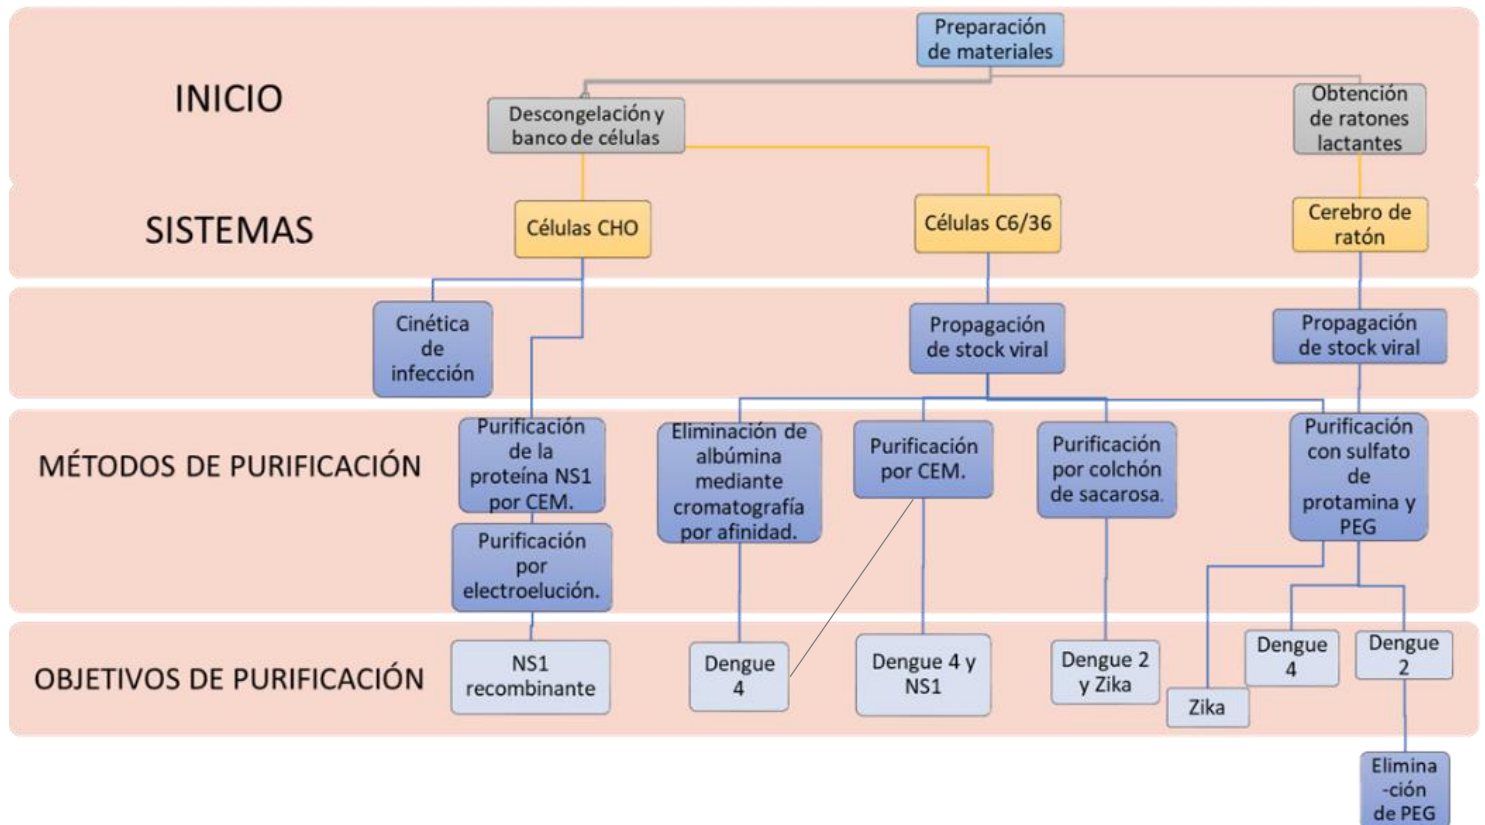 Preparación
de materiales
INICIO
Descongelación y
banco de células
Obtención
de ratones
lactantes
SISTEMAS
Células CHO
Células C6/36
Cerebro de
ratón
Cinética
de
infección
Propagación
de stock viral
Propagación
de stock viral
MÉTODOS DE PURIFICACIÓN
Purificación
de la
proteína NS1
por CEM.
Purificación
por
electroelución.
Eliminación de
albúmina
mediante
cromatografía
por afinidad.
Purificación
por CEM.
Purificación
por colchón
de sacarosa.
Purificación
con sulfato
de
protamina y
PEG
OBJETIVOS DE PURIFICACIÓN
NS1
recombinante
Dengue
4
Dengue 4 y
NS1
Dengue 2
y Zika
Zika
Dengue
4
Dengue
2
Elimina
-ción
de PEG